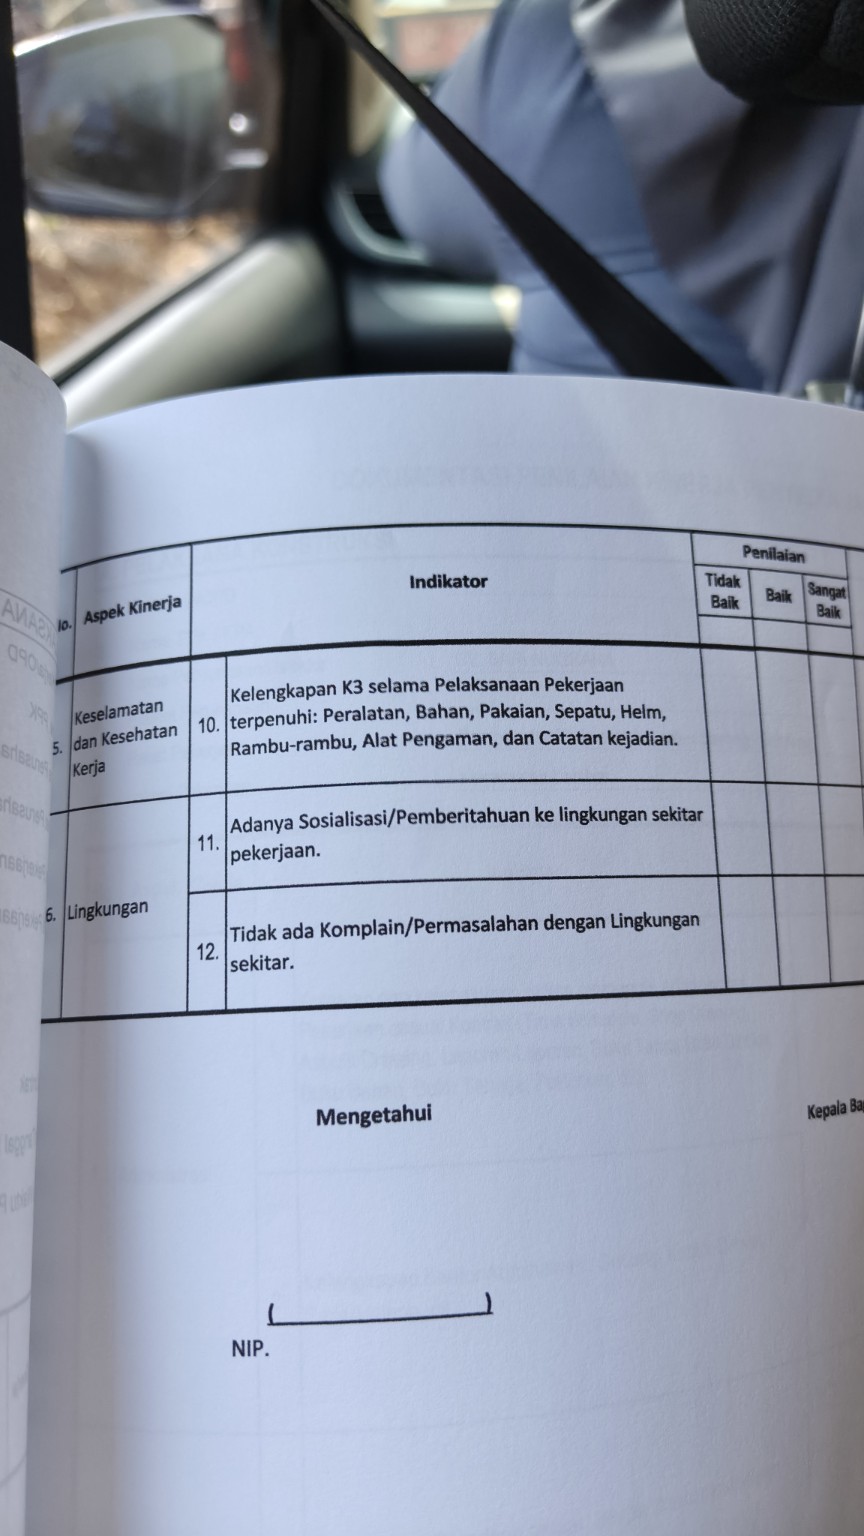 Penilaian
Indikator
Aspek Kinerja
Tidak Baik
Baik
Sangat Baik
5.
Keselamatan
dan Kesehatan
Kerja
10.
Kelengkapan K3 selama Pelaksanaan Pekerjaan
terpenuhi: Peralatan, Bahan, Pakaian, Sepatu, Helm,
Rambu-rambu, Alat Pengaman, dan Catatan kejadian.
6.
Lingkungan
11.
Adanya Sosialisasi/Pemberitahuan ke lingkungan sekitar
pekerjaan.
12.
Tidak ada Komplain/Permasalahan dengan Lingkungan
sekitar.
Mengetahui
Kepala
NIP.